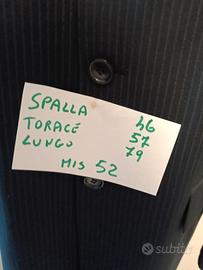 SPALLA 46
TORACE 57
LUNGO 79
MIS 52
subito